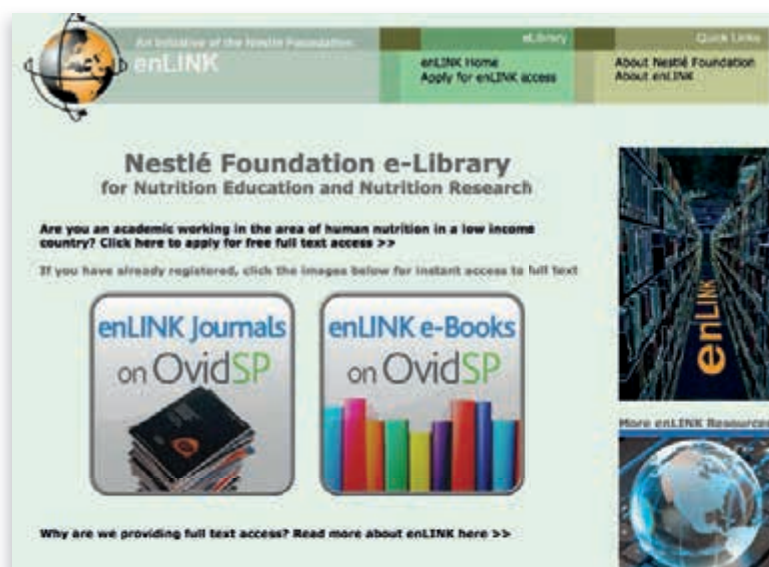 An Initiative of the Nestlé Foundation
enLINK
eLibrary
enLINK Home
Apply for enLINK access
Quick Links
About Nestlé Foundation
About enLINK
Nestlé Foundation e-Library
for Nutrition Education and Nutrition Research
Are you an academic working in the area of human nutrition in a low income
country? Click here to apply for free full text access >>
If you have already registered, click the images below for instant access to full text
enLINK Journals
on OvidSP
enLINK e-Books
on OvidSP
enLINK
More enLINK Resources
Why are we providing full text access? Read more about enLINK here >>